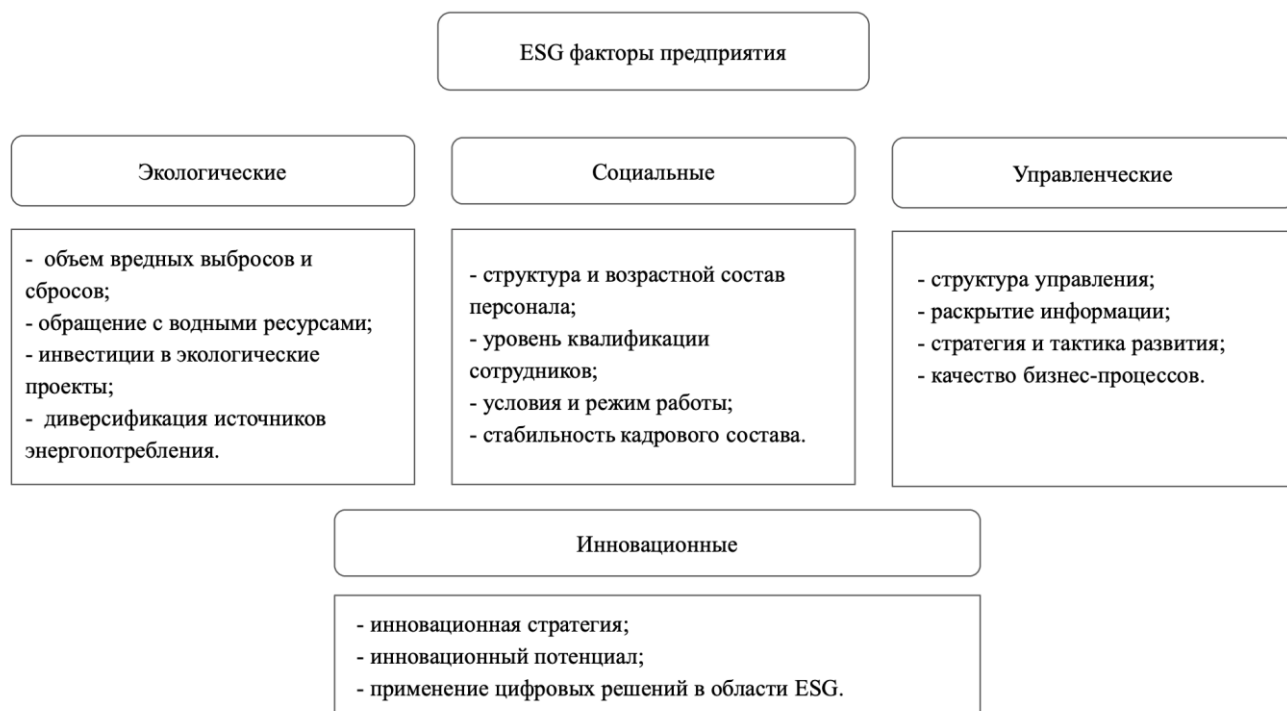 ESG факторы предприятия
Экологические
- объем вредных выбросов и
сбросов;
- обращение с водными ресурсами;
- инвестиции в экологические
проекты;
- диверсификация источников
энергопотребления.
Социальные
- структура и возрастной состав
персонала;
- уровень квалификации
сотрудников;
- условия и режим работы;
- стабильность кадрового состава.
Управленческие
- структура управления;
- раскрытие информации;
- стратегия и тактика развития;
- качество бизнес-процессов.
Инновационные
- инновационная стратегия;
- инновационный потенциал;
- применение цифровых решений в области ESG.